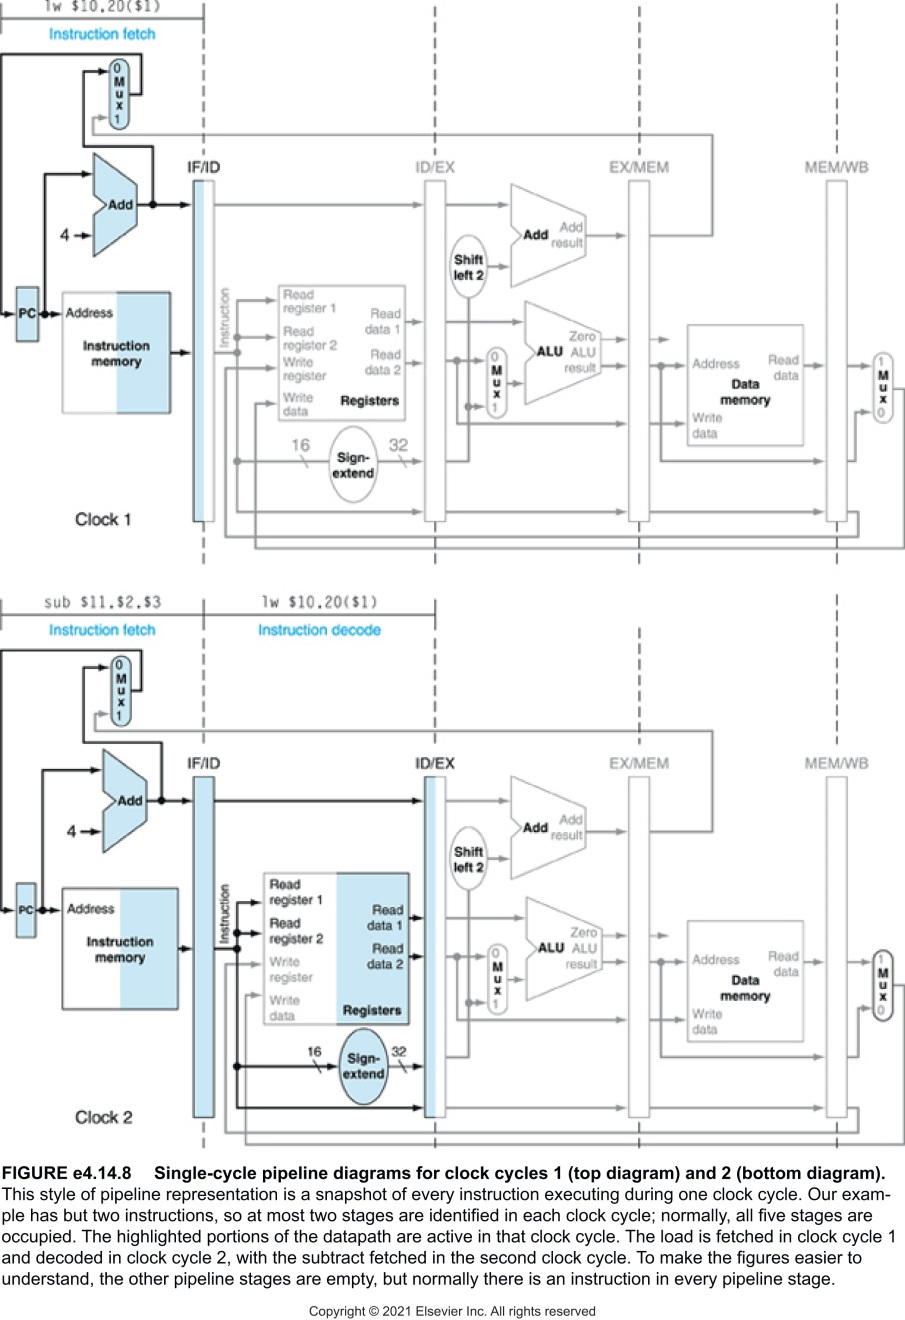 lw $10,20($1)
Instruction fetch
0
M
u
x
1
IF/ID
ID/EX
EX/MEM
MEM/WB
Add
4
Add
Add
result
Shift
left 2
PC
Address
Instruction
memory
Instruction
Read
register 1
Read
register 2
Write
register
Write
data
Read
data 1
Read
data 2
Registers
0
M
u
x
1
Zero
ALU
ALU
result
Address
Read
data
Data
memory
Write
data
1
M
u
x
0
16
Sign-
extend
32
Clock 1
sub $11,$2,$3
lw $10,20($1)
Instruction fetch
Instruction decode
0
M
u
x
1
IF/ID
ID/EX
EX/MEM
MEM/WB
Add
4
Add
Add
result
Shift
left 2
PC
Address
Instruction
memory
Instruction
Read
register 1
Read
register 2
Write
register
Write
data
Read
data 1
Read
data 2
Registers
0
M
u
x
1
Zero
ALU
ALU
result
Address
Read
data
Data
memory
Write
data
1
M
u
x
0
16
Sign-
extend
32
Clock 2
FIGURE e4.14.8 Single-cycle pipeline diagrams for clock cycles 1 (top diagram) and 2 (bottom diagram).
This style of pipeline representation is a snapshot of every instruction executing during one clock cycle. Our exam-
ple has but two instructions, so at most two stages are identified in each clock cycle; normally, all five stages are
occupied. The highlighted portions of the datapath are active in that clock cycle. The load is fetched in clock cycle 1
and decoded in clock cycle 2, with the subtract fetched in the second clock cycle. To make the figures easier to
understand, the other pipeline stages are empty, but normally there is an instruction in every pipeline stage.
Copyright © 2021 Elsevier Inc. All rights reserved